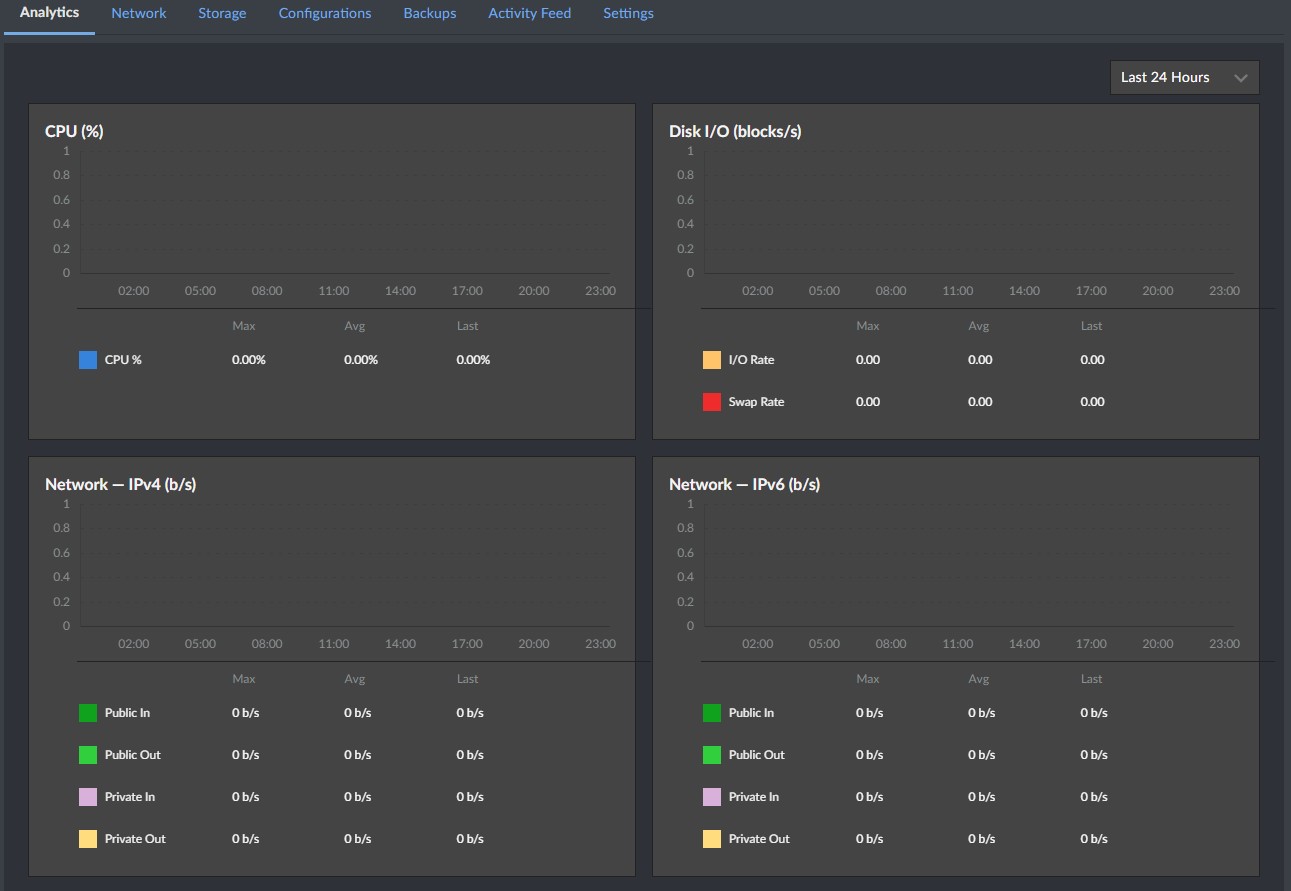 Analytics Network Storage Configurations Backups Activity Feed Settings
Last 24 Hours
CPU (%)
1
0.8
0.6
0.4
0.2
0
02:00 05:00 08:00 11:00 14:00 17:00 20:00 23:00
Max Avg Last
CPU % 0.00% 0.00% 0.00%
Disk I/O (blocks/s)
1
0.8
0.6
0.4
0.2
0
02:00 05:00 08:00 11:00 14:00 17:00 20:00 23:00
Max Avg Last
I/O Rate 0.00 0.00 0.00
Swap Rate 0.00 0.00 0.00
Network — IPv4 (b/s)
1
0.8
0.6
0.4
0.2
0
02:00 05:00 08:00 11:00 14:00 17:00 20:00 23:00
Max Avg Last
Public In 0 b/s 0 b/s 0 b/s
Public Out 0 b/s 0 b/s 0 b/s
Private In 0 b/s 0 b/s 0 b/s
Private Out 0 b/s 0 b/s 0 b/s
Network — IPv6 (b/s)
1
0.8
0.6
0.4
0.2
0
02:00 05:00 08:00 11:00 14:00 17:00 20:00 23:00
Max Avg Last
Public In 0 b/s 0 b/s 0 b/s
Public Out 0 b/s 0 b/s 0 b/s
Private In 0 b/s 0 b/s 0 b/s
Private Out 0 b/s 0 b/s 0 b/s